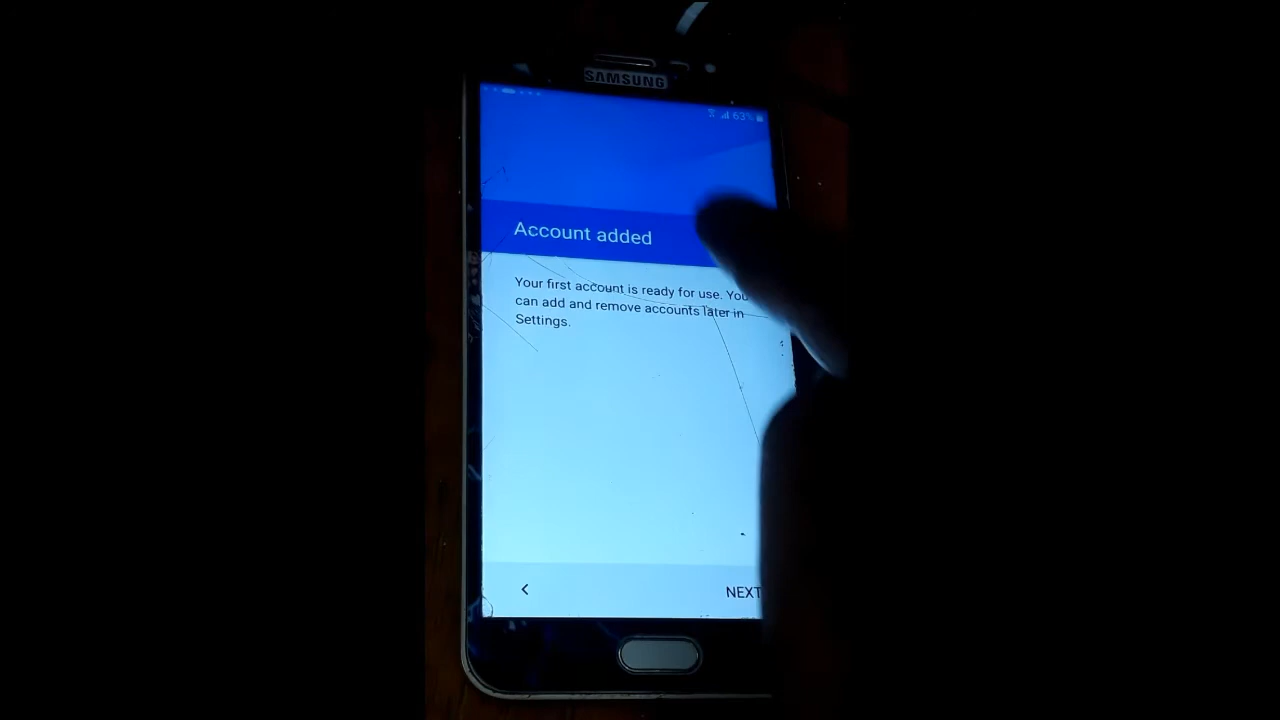 SAMSUNG
63%
Account added
Your first account is ready for use. You
can add and remove accounts later in
Settings.
NEXT